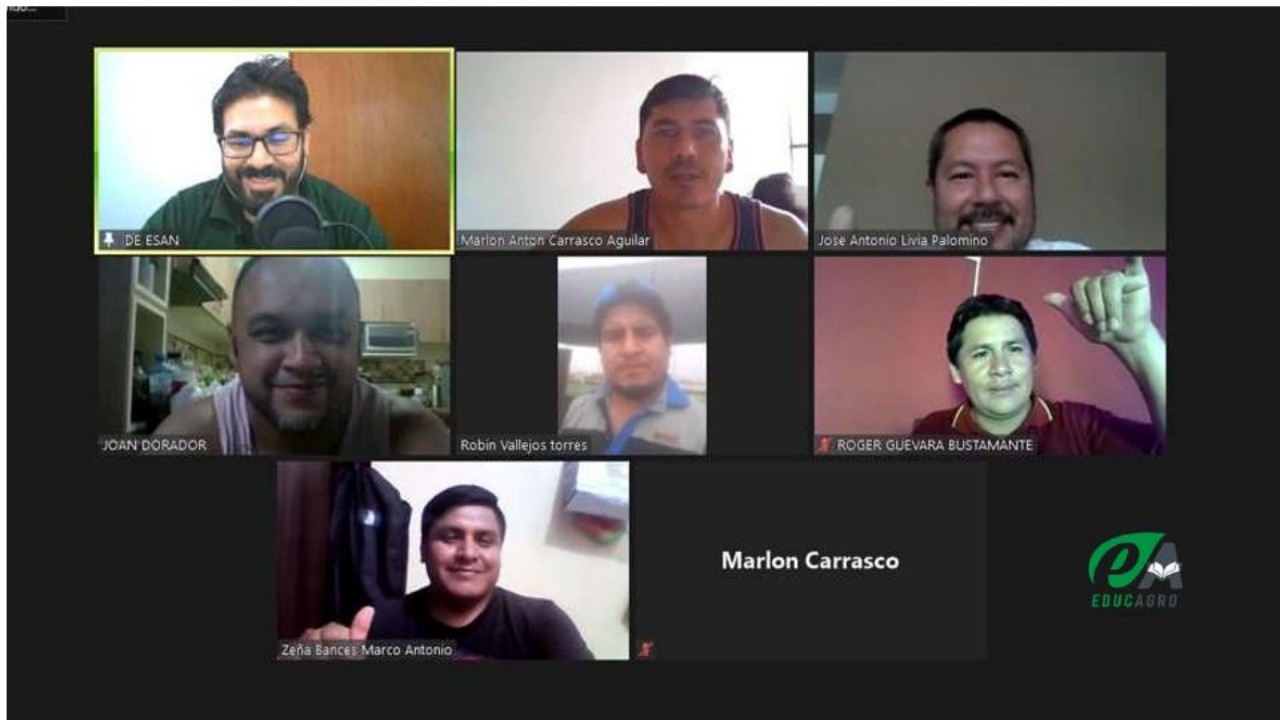 DE ESAN
Marlon Anton Carrasco Aguilar
Jose Antonio Livia Palomino
JOAN DORADOR
Robin Vallejos torres
ROGER GUEVARA BUSTAMANTE
Zeña Bances Marco Antonio
Marlon Carrasco
eA
EDUCAGRO